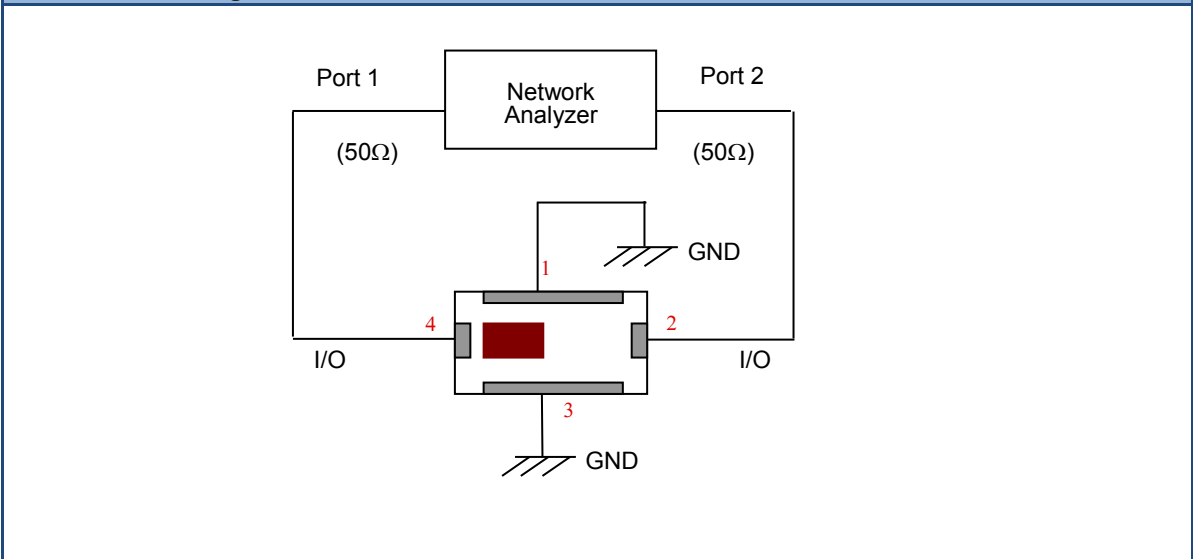 Port 1
Network
Analyzer
Port 2
(50Ω)
(50Ω)
GND
1
4
2
I/O
I/O
3
GND